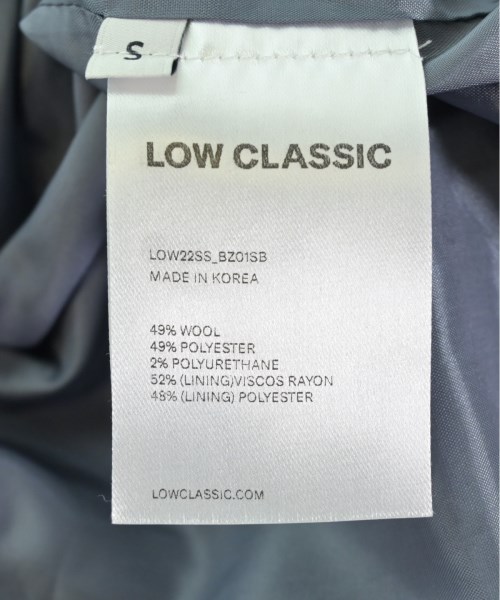 S
LOW CLASSIC
LOW22SS_BZ01SB
MADE IN KOREA
49% WOOL
49% POLYESTER
2% POLYURETHANE
52% (LINING)VISCOS RAYON
48% (LINING) POLYESTER
LOWCLASSIC.COM